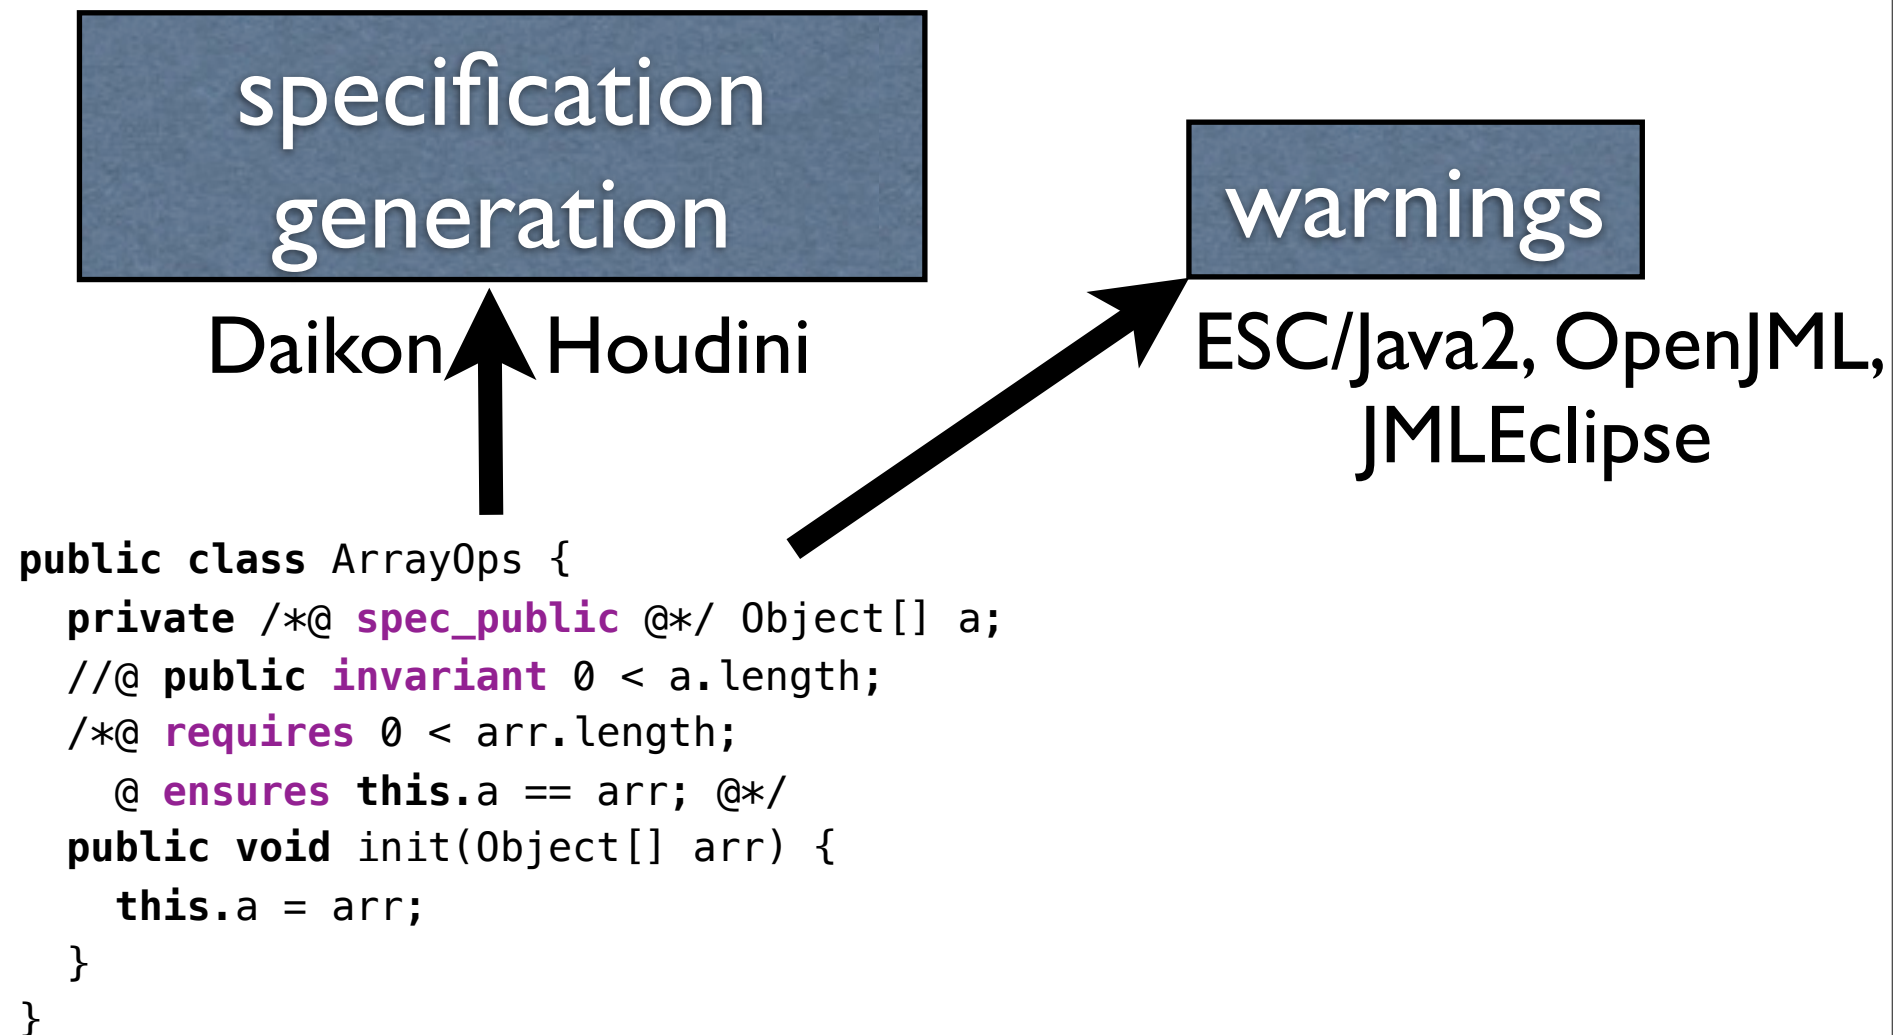 specification
generation
warnings
Daikon Houdini
ESC/Java2, OpenJML,
JMLEclipse
public class ArrayOps {
  private /*@ spec_public @*/ Object[] a;
  //@ public invariant 0 < a.length;
  /*@ requires 0 < arr.length;
    @ ensures this.a == arr; @*/
  public void init(Object[] arr) {
    this.a = arr;
  }
}